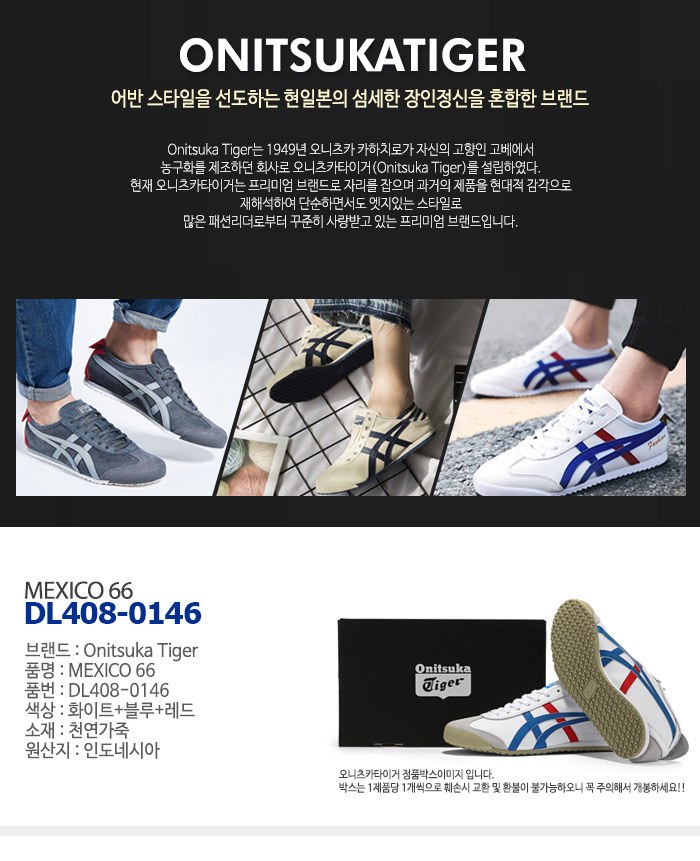 ONITSUKATIGER
어반 스타일을 선도하는 현일본의 섬세한 장인정신을 혼합한 브랜드
Onitsuka Tiger는 1949년 오니츠카 카하치로가 자신의 고향인 고베에서
농구화를 제조하던 회사로 오니츠카타이거(Onitsuka Tiger)를 설립하였다.
현재 오니츠카타이거는 프리미엄 브랜드로 자리를 잡으며 과거의 제품을 현대적 감각으로
재해석하여 단순하면서도 엣지있는 스타일로
많은 패션리더로부터 꾸준히 사랑받고 있는 프리미엄 브랜드입니다.
MEXICO 66
DL408-0146
브랜드 : Onitsuka Tiger
품명 : MEXICO 66
품번 : DL408-0146
색상 : 화이트+블루+레드
소재 : 천연가죽
원산지 : 인도네시아
Onitsuka
Tiger
오니츠카타이거 정품박스이미지 입니다.
박스는 1제품당 1개씩으로 훼손시 교환 및 환불이 불가능하오니 꼭 주의해서 개봉하세요!!